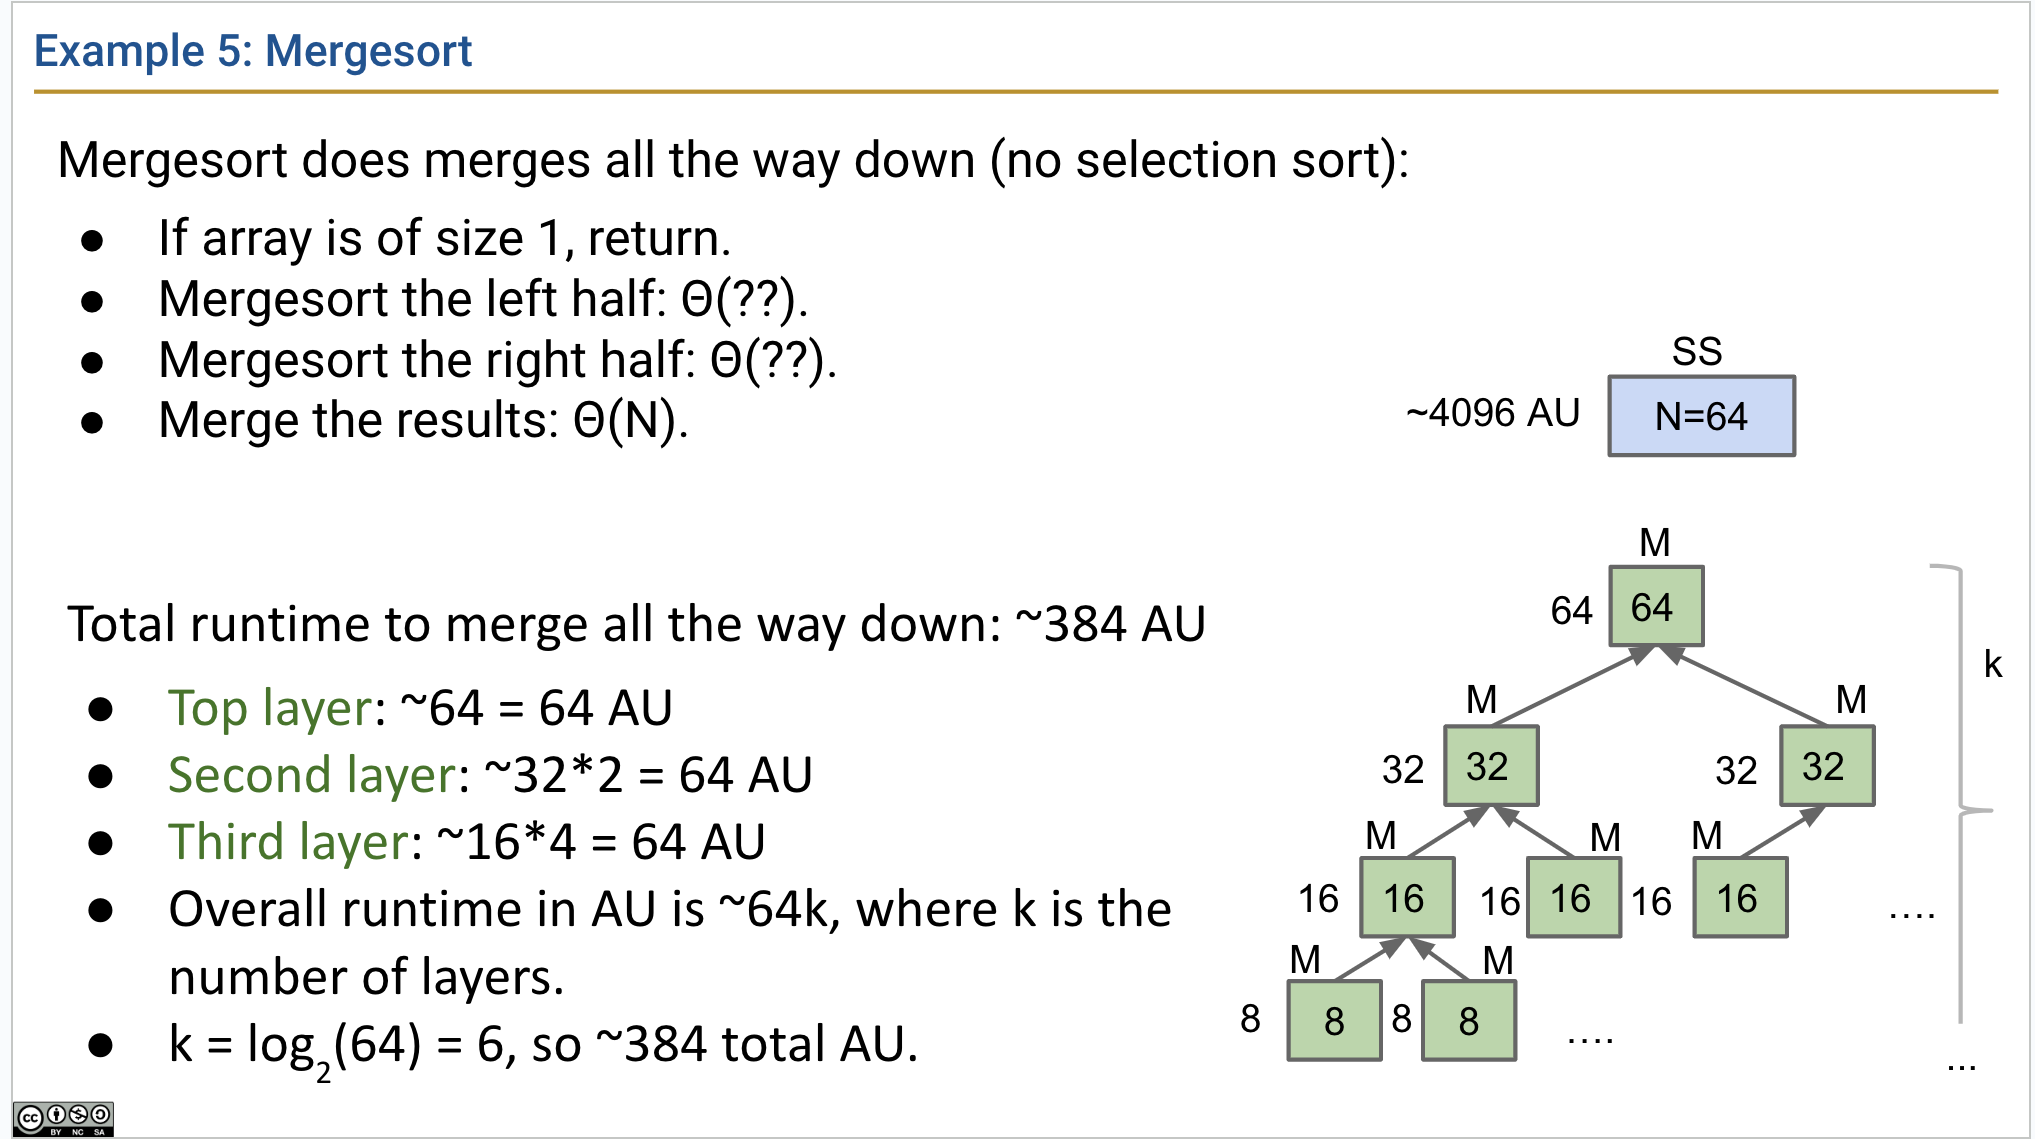 Example 5: Mergesort
Mergesort does merges all the way down (no selection sort):
● If array is of size 1, return.
● Mergesort the left half: Θ(??).
● Mergesort the right half: Θ(??).
● Merge the results: Θ(N).
SS
~4096 AU N=64
Total runtime to merge all the way down: ~384 AU
● Top layer: ~64 = 64 AU
● Second layer: ~32*2 = 64 AU
● Third layer: ~16*4 = 64 AU
● Overall runtime in AU is ~64k, where k is the
number of layers.
● k = log₂(64) = 6, so ~384 total AU.
M
64 64
k
M M
32 32 32 32
M M M
16 16 16 16 16 16 ....
M M
8 8 8 8 ....
...
cc BY NC SA